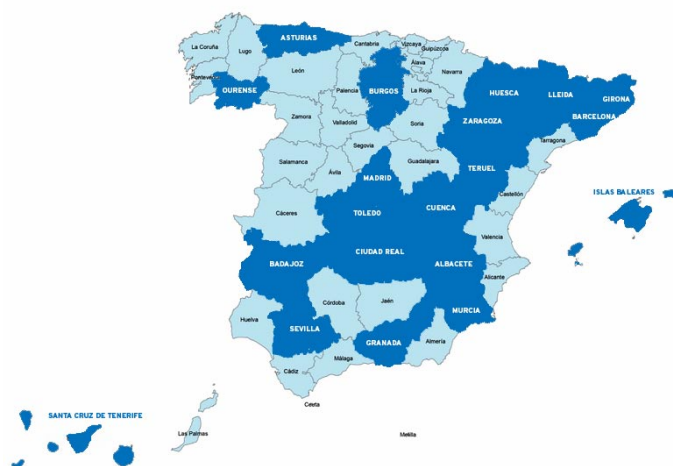 ASTURIAS
Cantabria
Vizcaya
Guipúzcoa
La Coruña
Lugo
Álava
Navarra
León
Pontevedra
OURENSE
Palencia
BURGOS
La Rioja
HUESCA
LLEIDA
GIRONA
Zamora
Valladolid
Soria
ZARAGOZA
BARCELONA
Segovia
Tarragona
Salamanca
Guadalajara
Ávila
MADRID
TERUEL
ISLAS BALEARES
Castellón
Cáceres
TOLEDO
CUENCA
Valencia
CIUDAD REAL
BADAJOZ
ALBACETE
Alicante
Córdoba
Jaén
MURCIA
Huelva
SEVILLA
GRANADA
Almería
Málaga
Cádiz
Ceuta
SANTA CRUZ DE TENERIFE
Las Palmas
Melilla